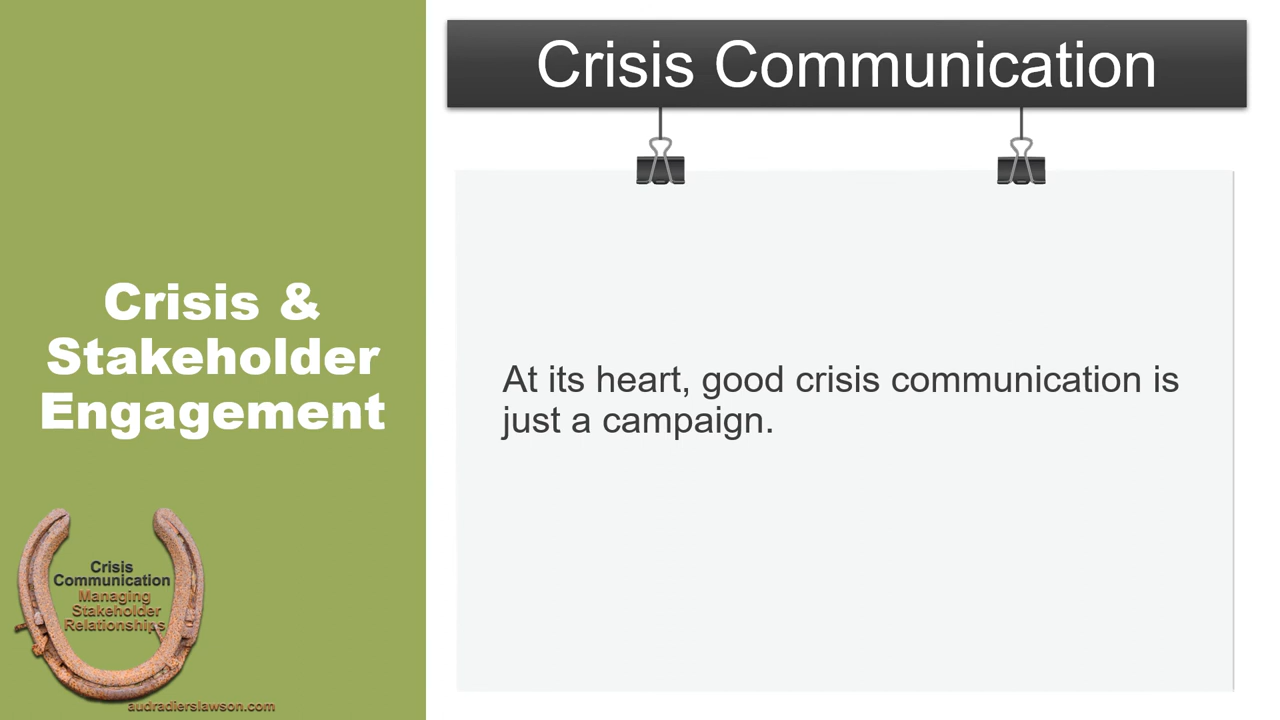 Crisis Communication
Crisis &
Stakeholder
Engagement
At its heart, good crisis communication is
just a campaign.
Crisis
Communication
Managing
Stakeholder
Relationships
audradierslawson.com